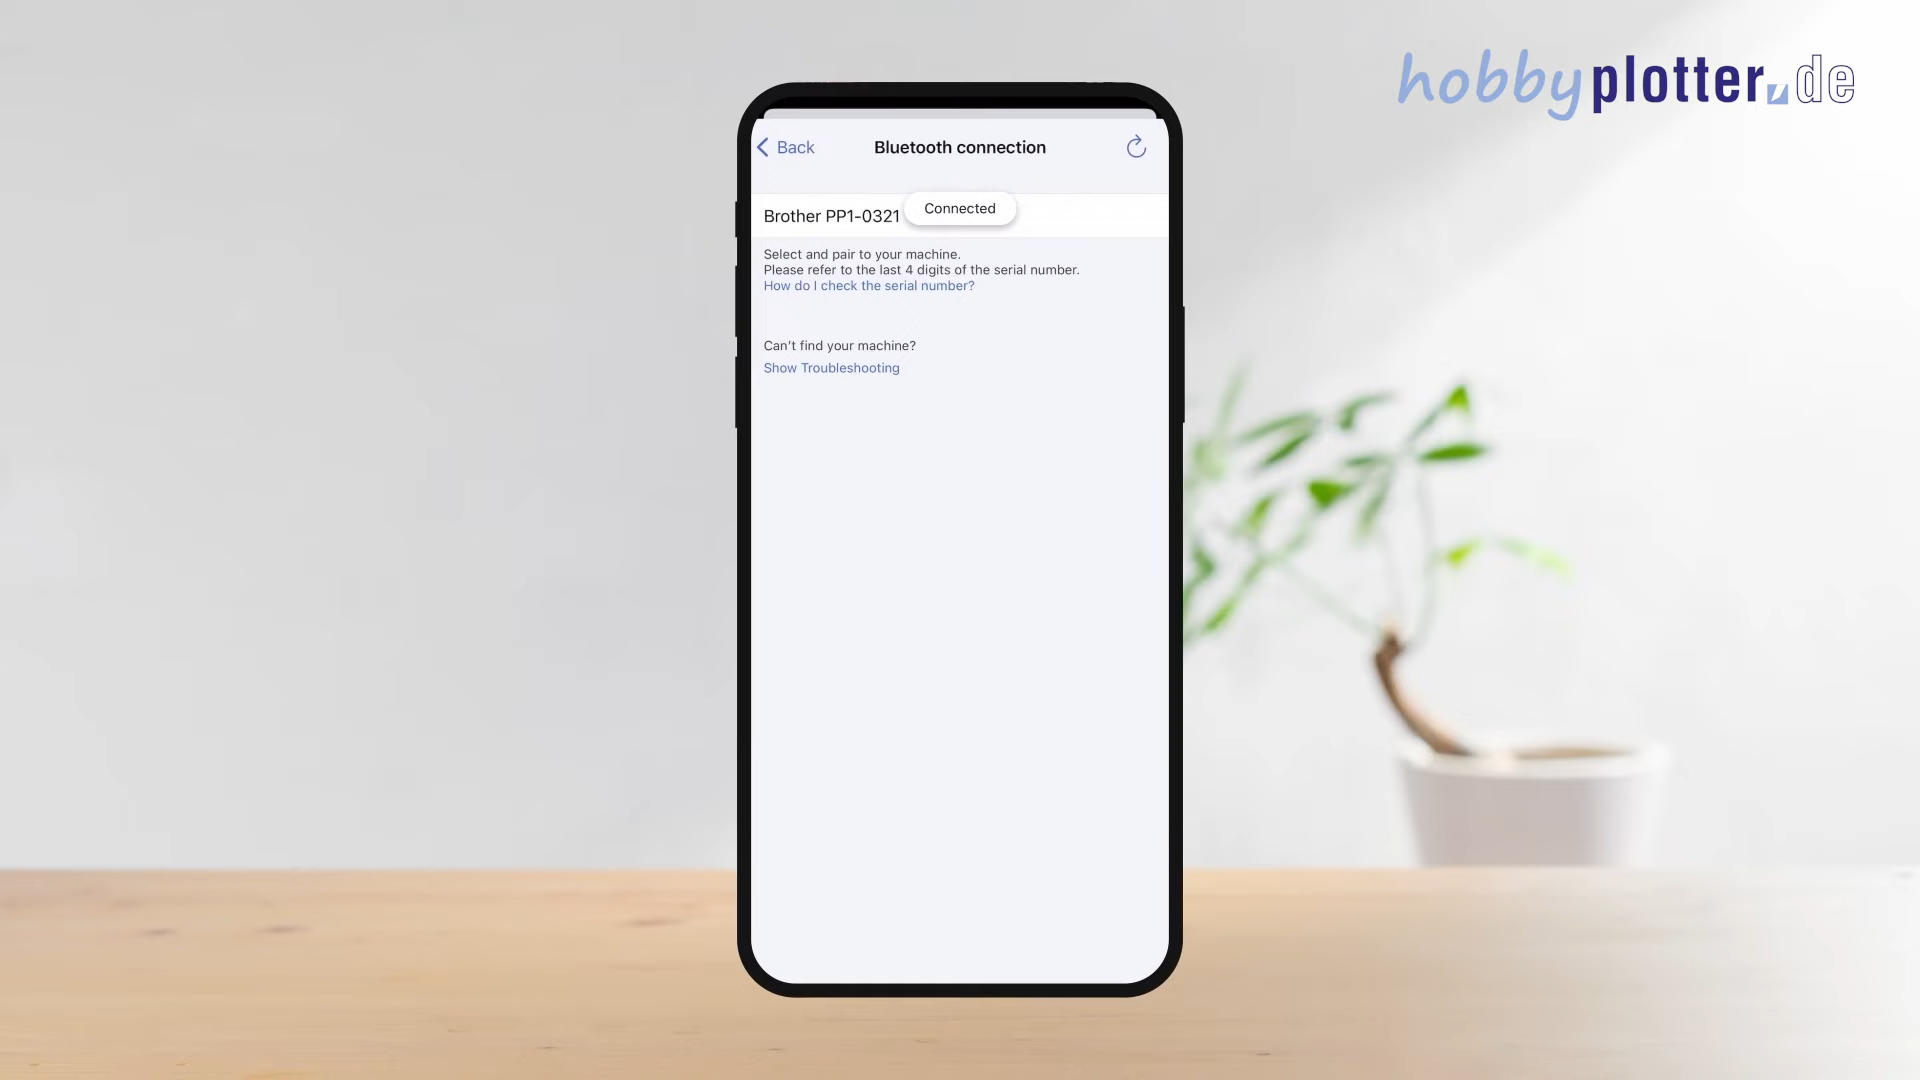 hobbyplotter.de
Back
Bluetooth connection
Brother PP1-0321
Connected
Select and pair to your machine.
Please refer to the last 4 digits of the serial number.
How do I check the serial number?
Can't find your machine?
Show Troubleshooting